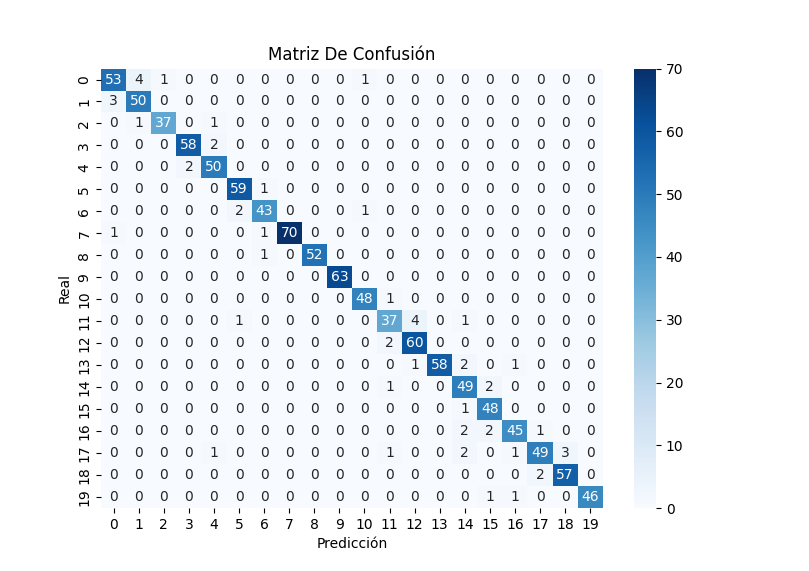 Matriz De Confusión
0 53 4 1 0 0 0 0 0 0 0 1 0 0 0 0 0 0 0 0 0
1 3 50 0 0 0 0 0 0 0 0 0 0 0 0 0 0 0 0 0 0
2 0 1 37 0 1 0 0 0 0 0 0 0 0 0 0 0 0 0 0 0
3 0 0 0 58 2 0 0 0 0 0 0 0 0 0 0 0 0 0 0 0
4 0 0 0 2 50 0 0 0 0 0 0 0 0 0 0 0 0 0 0 0
5 0 0 0 0 0 59 1 0 0 0 0 0 0 0 0 0 0 0 0 0
6 0 0 0 0 0 2 43 0 0 0 1 0 0 0 0 0 0 0 0 0
7 1 0 0 0 0 0 1 70 0 0 0 0 0 0 0 0 0 0 0 0
8 0 0 0 0 0 0 1 0 52 0 0 0 0 0 0 0 0 0 0 0
9 0 0 0 0 0 0 0 0 0 63 0 0 0 0 0 0 0 0 0 0
10 0 0 0 0 0 0 0 0 0 0 48 1 0 0 0 0 0 0 0 0
11 0 0 0 0 0 1 0 0 0 0 0 37 4 0 1 0 0 0 0 0
12 0 0 0 0 0 0 0 0 0 0 0 2 60 0 0 0 0 0 0 0
13 0 0 0 0 0 0 0 0 0 0 0 0 1 58 2 0 1 0 0 0
14 0 0 0 0 0 0 0 0 0 0 0 1 0 0 49 2 0 0 0 0
15 0 0 0 0 0 0 0 0 0 0 0 0 0 0 1 48 0 0 0 0
16 0 0 0 0 0 0 0 0 0 0 0 0 0 0 2 2 45 1 0 0
17 0 0 0 0 1 0 0 0 0 0 0 1 0 0 2 0 1 49 3 0
18 0 0 0 0 0 0 0 0 0 0 0 0 0 0 0 0 0 2 57 0
19 0 0 0 0 0 0 0 0 0 0 0 0 0 0 0 1 1 0 0 46
0 1 2 3 4 5 6 7 8 9 10 11 12 13 14 15 16 17 18 19
Predicción
Real
70
60
50
40
30
20
10
0